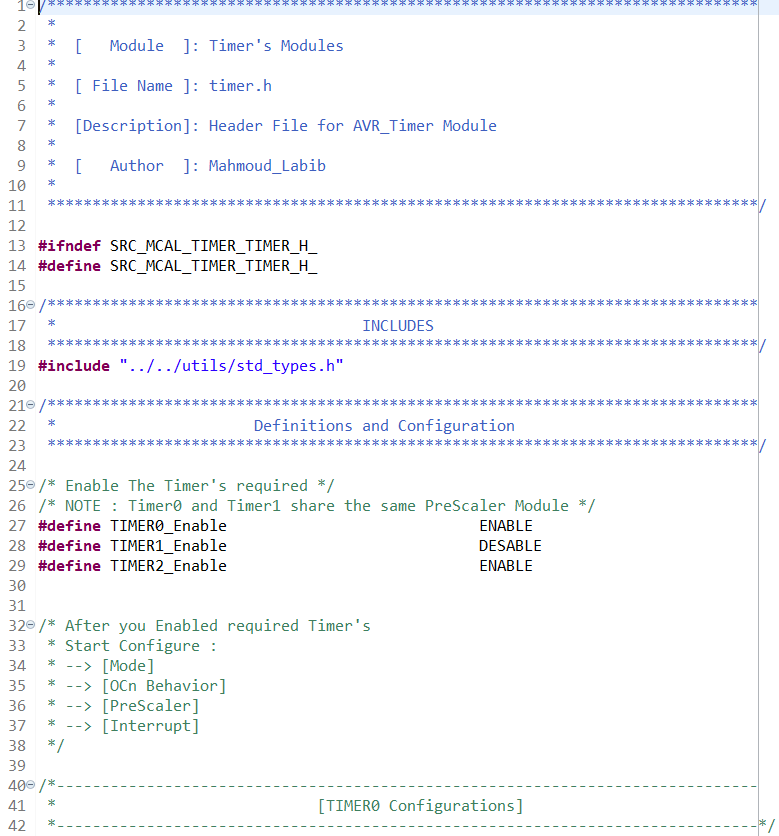 1 /*******************************************************************************
2  *
3  *  [   Module  ]: Timer's Modules
4  *
5  *  [ File Name ]: timer.h
6  *
7  *  [Description]: Header File for AVR_Timer Module
8  *
9  *  [   Author  ]: Mahmoud_Labib
10  *
11  *******************************************************************************/
12
13 #ifndef SRC_MCAL_TIMER_TIMER_H_
14 #define SRC_MCAL_TIMER_TIMER_H_
15
16 /*******************************************************************************
17  *                                  INCLUDES
18  *******************************************************************************/
19 #include "../../utils/std_types.h"
20
21 /*******************************************************************************
22  *                      Definitions and Configuration
23  *******************************************************************************/
24
25 /* Enable The Timer's required */
26 /* NOTE : Timer0 and Timer1 share the same PreScaler Module */
27 #define TIMER0_Enable                            ENABLE
28 #define TIMER1_Enable                            DESABLE
29 #define TIMER2_Enable                            ENABLE
30
31
32 /* After you Enabled required Timer's
33  * Start Configure :
34  * --> [Mode]
35  * --> [OCn Behavior]
36  * --> [PreScaler]
37  * --> [Interrupt]
38  */
39
40 /*------------------------------------------------------------------------------
41  *                             [TIMER0 Configurations]
42  *------------------------------------------------------------------------------*/